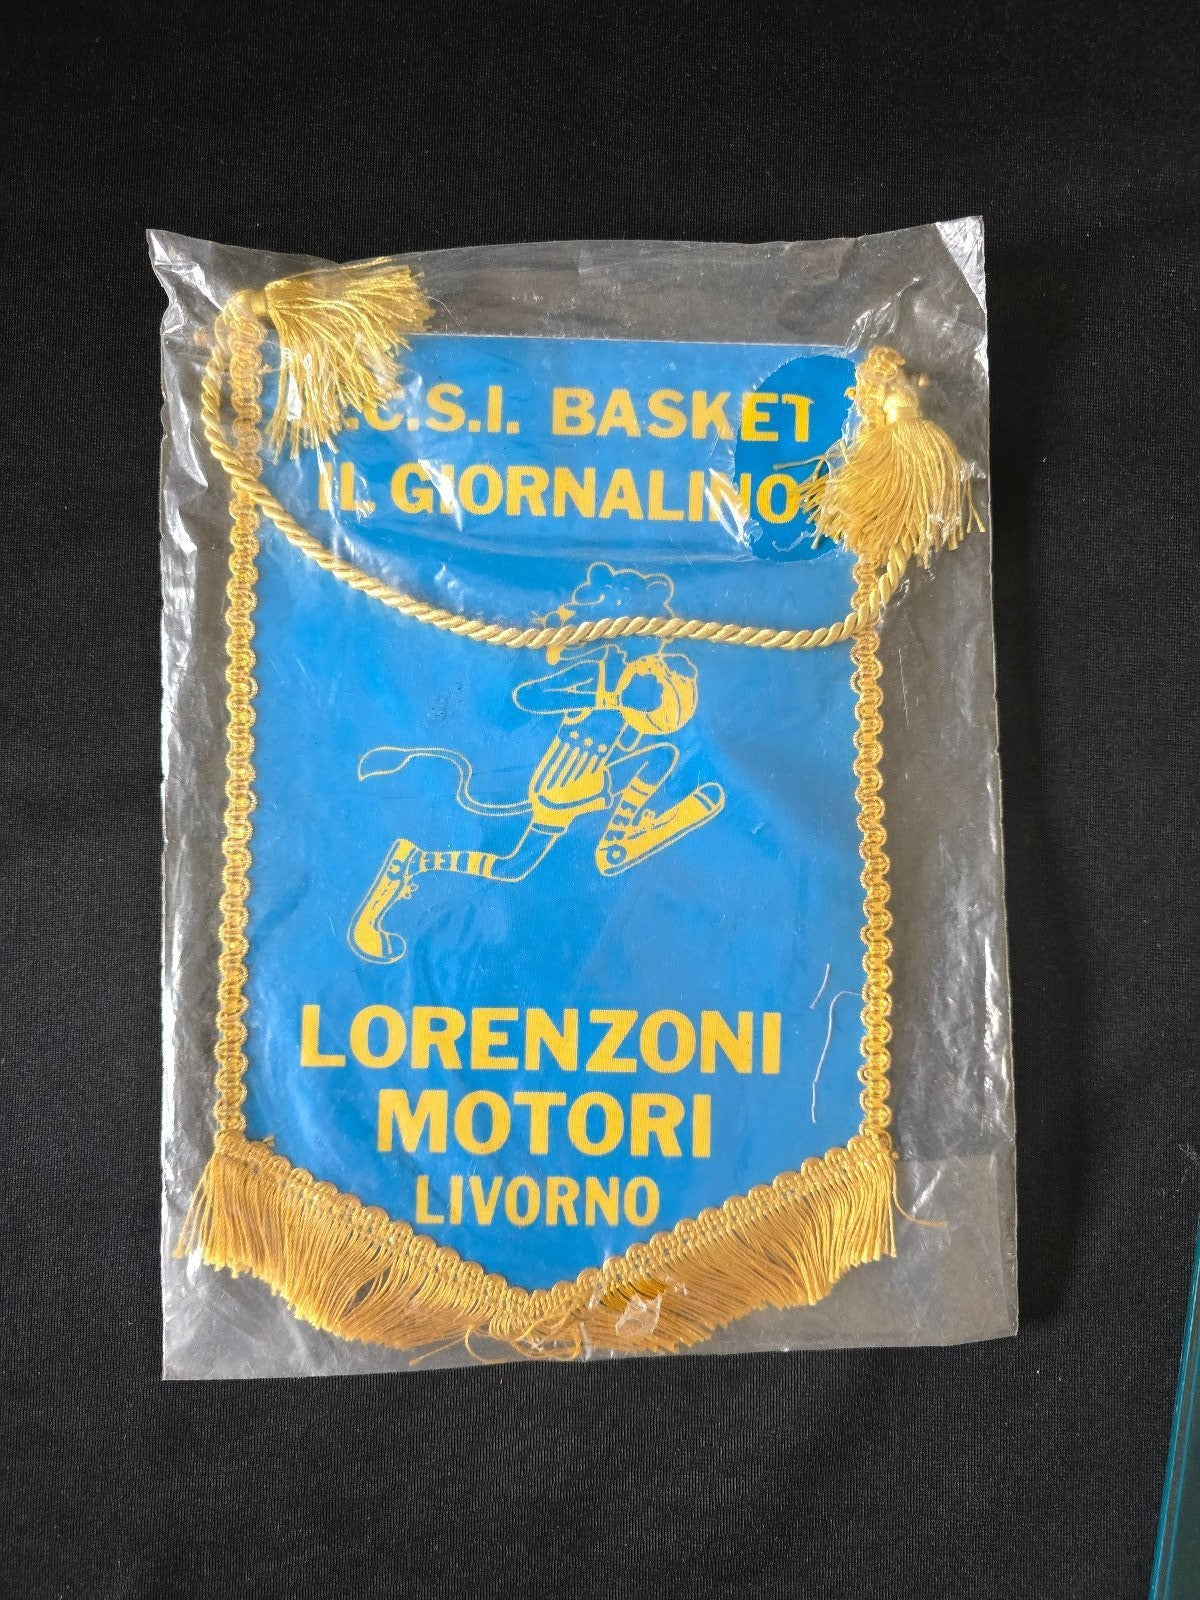 .C.S.I. BASKET
IL GIORNALINO
LORENZONI
MOTORI
LIVORNO